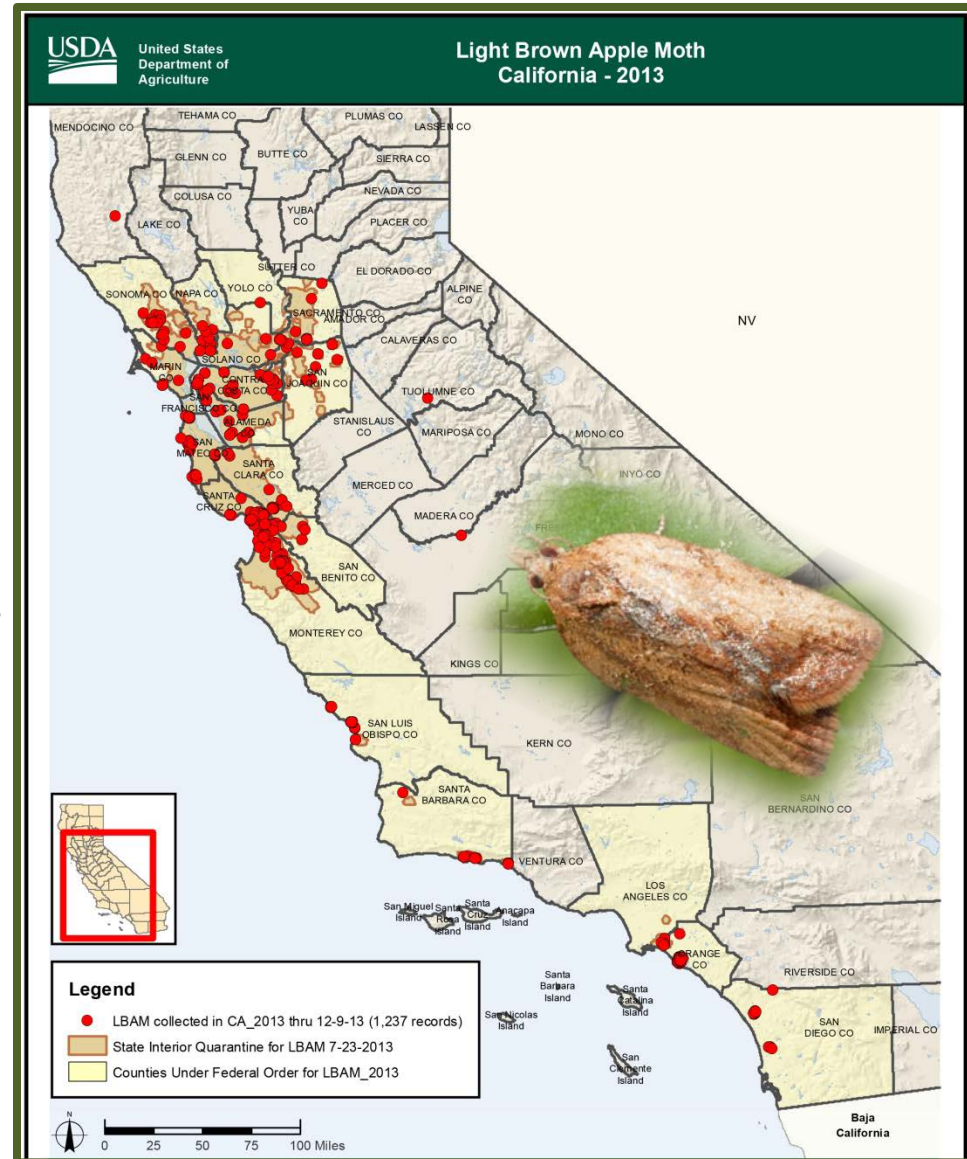 USDA
United States
Department of
Agriculture
Light Brown Apple Moth
California - 2013
MENDOCINO CO
TEHAMA CO
PLUMAS CO
LASSEN CO
GLENN CO
BUTTE CO
SIERRA CO
COLUSA CO
NEVADA CO
YUBA
CO
PLACER CO
LAKE CO
SUTTER CO
EL DORADO CO
YOLO CO
SONOMA CO
NAPA CO
ALPINE
CO
SACRAMENTO CO
AMADOR CO
NV
CALAVERAS CO
SOLANO CO
MARIN
CO
CONTRA
COSTA CO
SAN
JOAQUIN CO
TUOLUMNE CO
SAN
FRANCISCO CO
ALAMEDA
CO
STANISLAUS
CO
MARIPOSA CO
MONO CO
SAN
MATEO CO
SANTA
CLARA CO
INYO CO
MERCED CO
SANTA
CRUZ CO
MADERA CO
SAN
BENITO CO
MONTEREY CO
KINGS CO
SAN LUIS
OBISPO CO
KERN CO
SANTA
BARBARA CO
SAN
BERNARDINO CO
VENTURA CO
LOS
ANGELES CO
San Miguel
Island
Santa
Rosa
Island
Santa
Cruz
Island
Anacapa
Island
ORANGE
CO
RIVERSIDE CO
Santa
Barbara
Island
Santa
Catalina
Island
San Nicolas
Island
SAN
DIEGO CO
IMPERIAL CO
San
Clemente
Island
Baja
California
Legend
LBAM collected in CA_2013 thru 12-9-13 (1,237 records)
State Interior Quarantine for LBAM 7-23-2013
Counties Under Federal Order for LBAM_2013
N
0 25 50 75 100 Miles